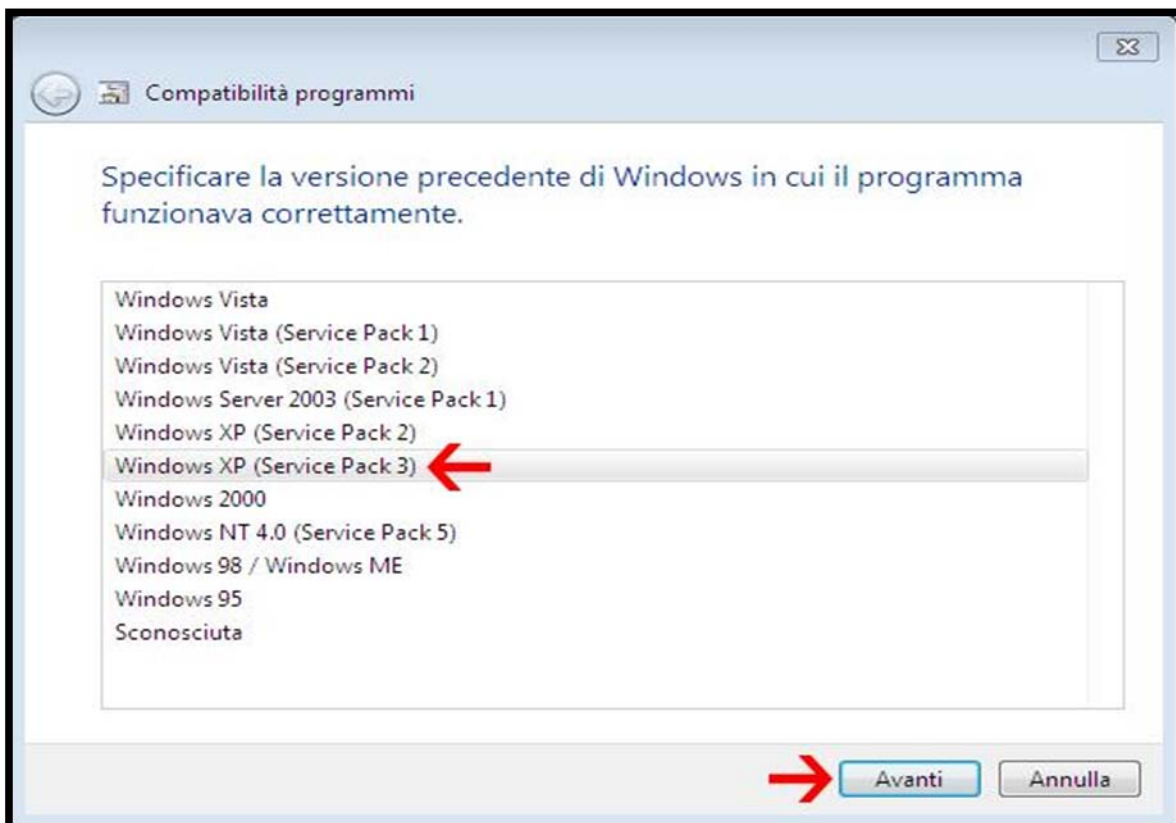 Compatibilità programmi
Specificare la versione precedente di Windows in cui il programma
funzionava correttamente.
Windows Vista
Windows Vista (Service Pack 1)
Windows Vista (Service Pack 2)
Windows Server 2003 (Service Pack 1)
Windows XP (Service Pack 2)
Windows XP (Service Pack 3)
Windows 2000
Windows NT 4.0 (Service Pack 5)
Windows 98 / Windows ME
Windows 95
Sconosciuta
Avanti Annulla